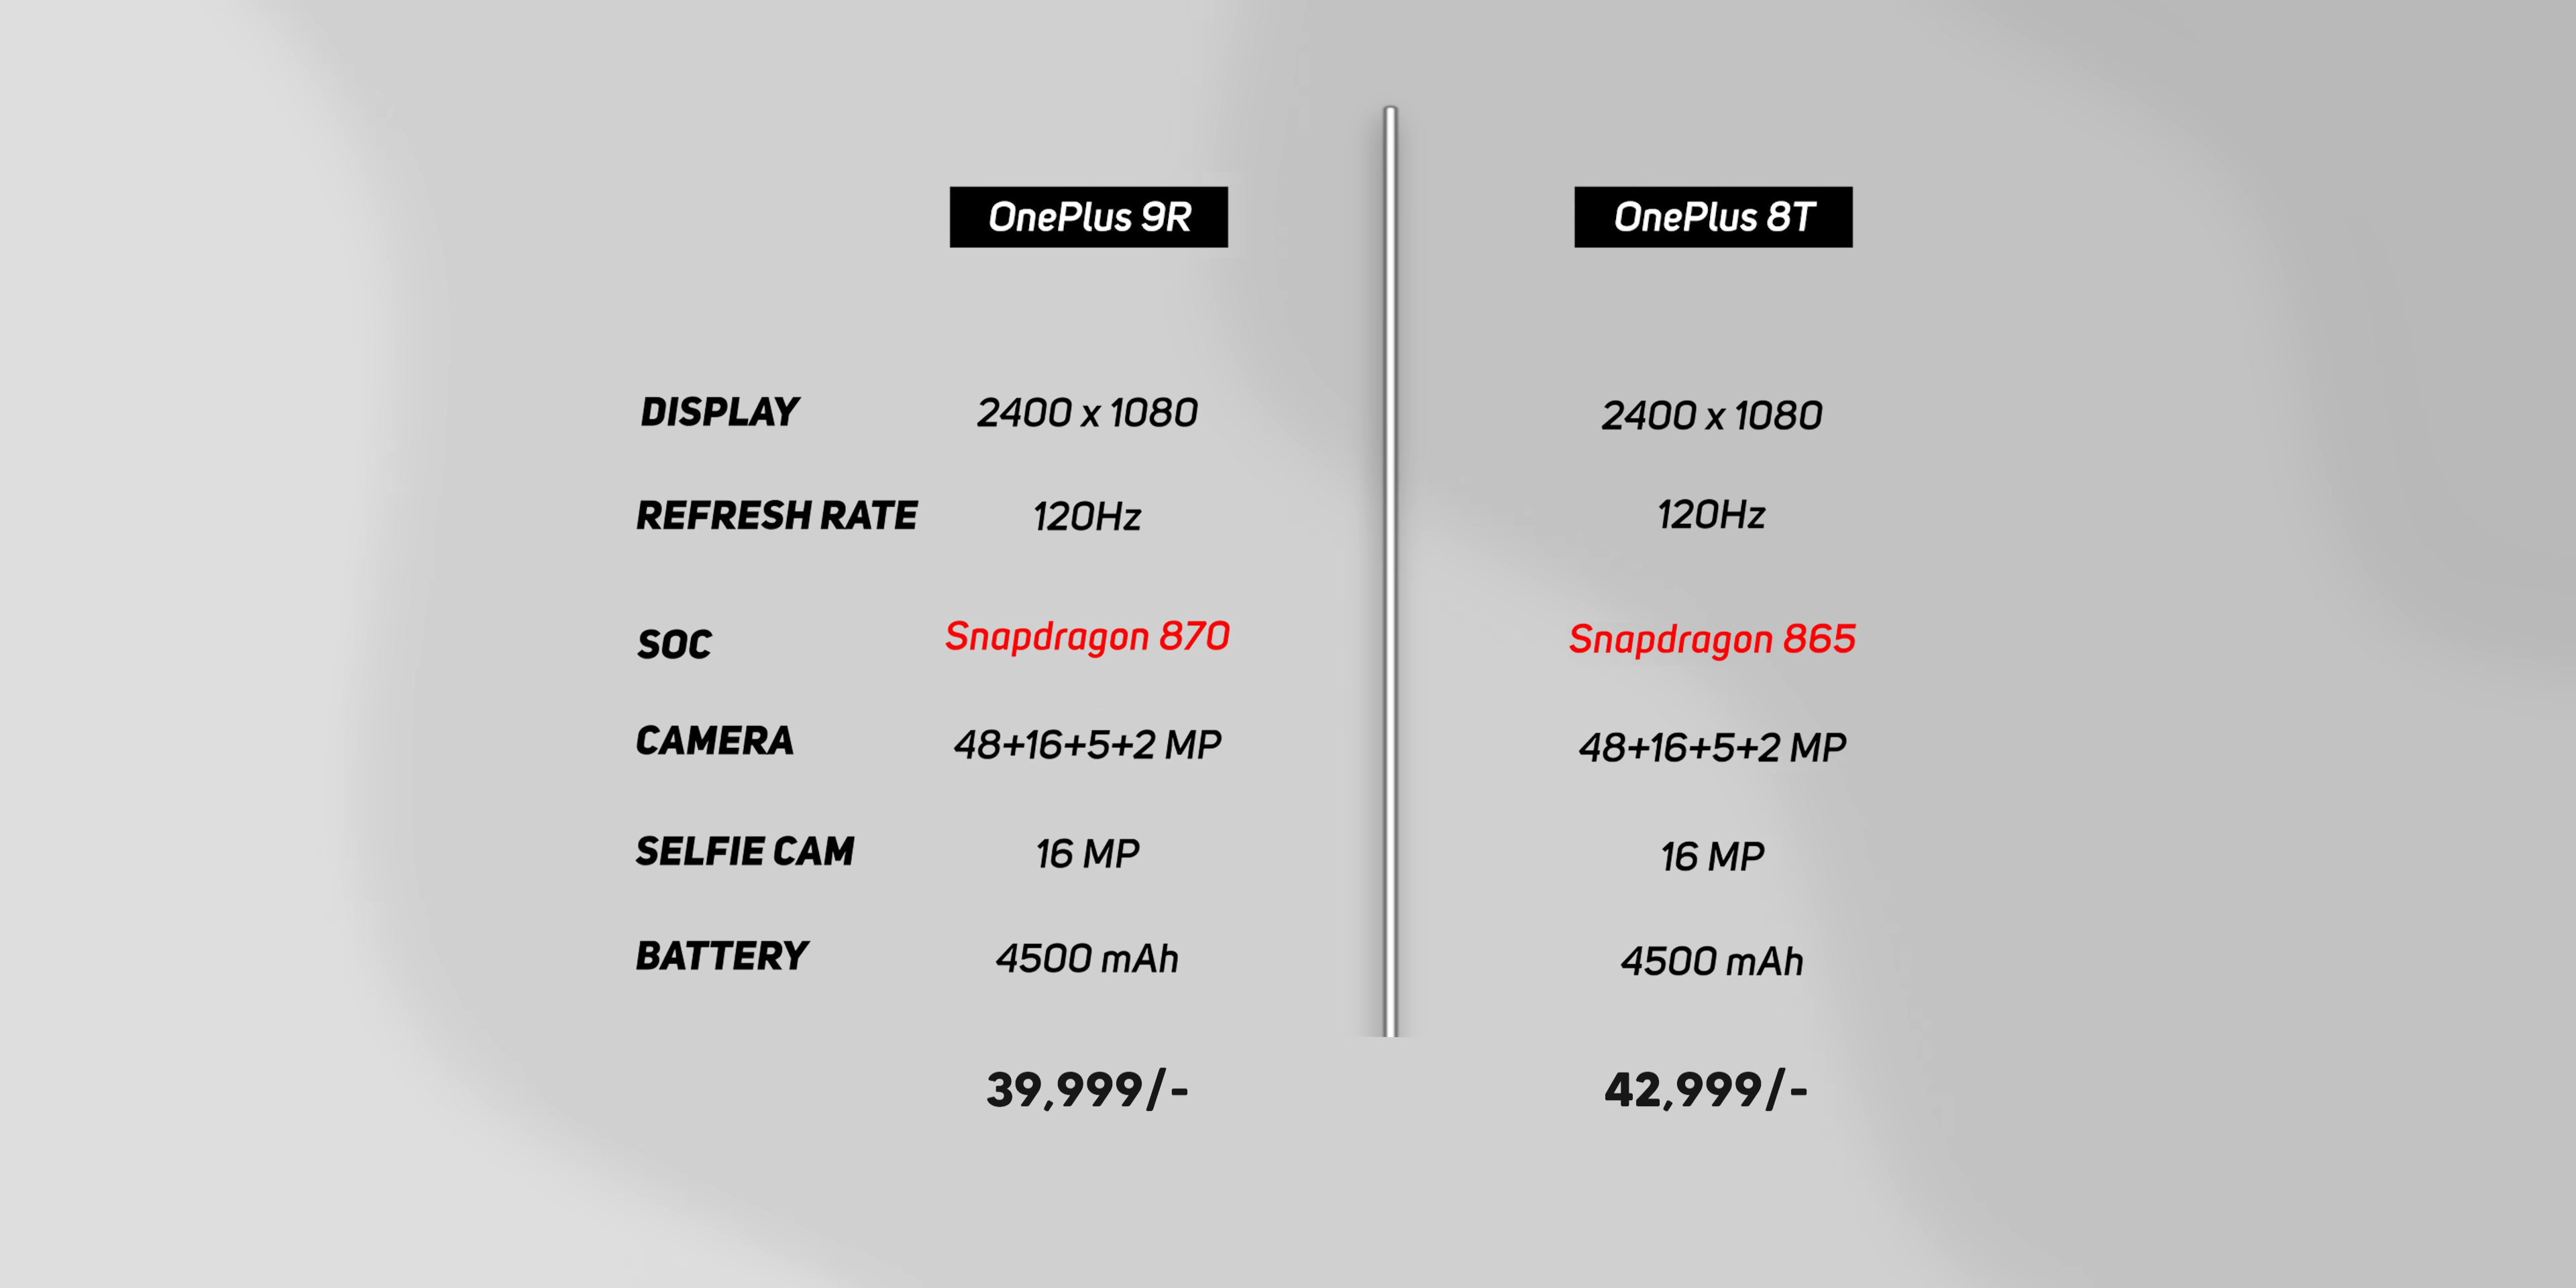 OnePlus 9R OnePlus 8T
DISPLAY 2400 x 1080 2400 x 1080
REFRESH RATE 120Hz 120Hz
SOC Snapdragon 870 Snapdragon 865
CAMERA 48+16+5+2 MP 48+16+5+2 MP
SELFIE CAM 16 MP 16 MP
BATTERY 4500 mAh 4500 mAh
39,999/- 42,999/-